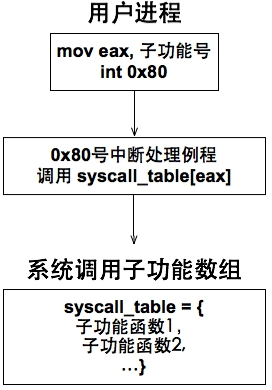 用户进程
mov eax, 子功能号
int 0x80
0x80号中断处理例程
调用 syscall_table[eax]
系统调用子功能数组
syscall_table = {
子功能函数1,
子功能函数2,
...}